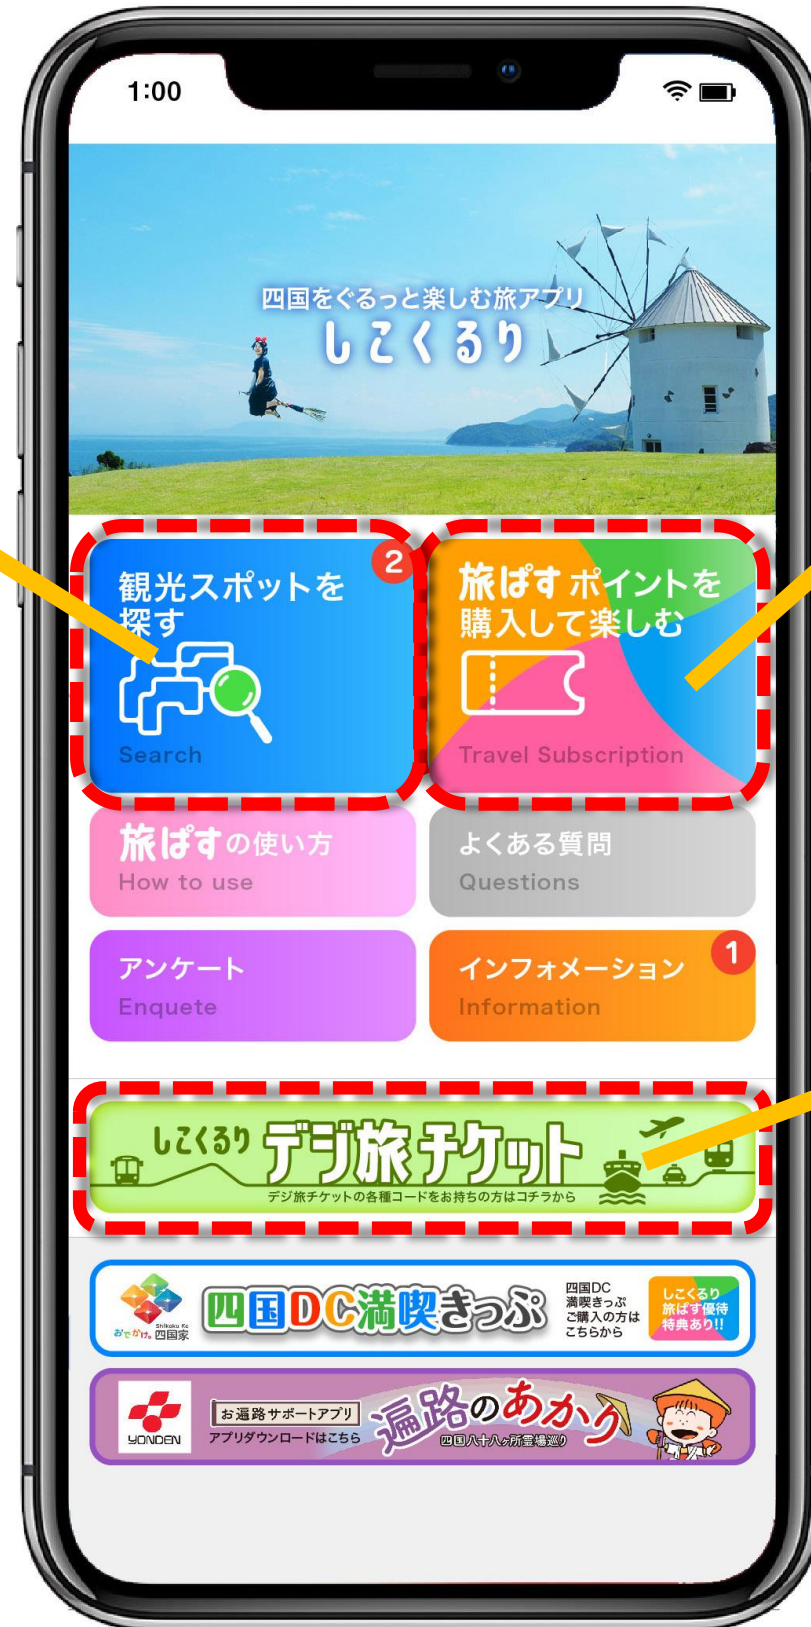 1:00
四国をぐるっと楽しむ旅アプリ
しこくるり
観光スポットを
探す
2
Search
旅ぱす ポイントを
購入して楽しむ
Travel Subscription
旅ぱすの使い方
How to use
よくある質問
Questions
アンケート
Enquete
インフォメーション
1
Information
しこくるり デジ旅チケット
デジ旅チケットの各種コードをお持ちの方はコチラから
Shikoku Ke
おでかけ。四国家
四国DC満喫きっぷ
四国DC
満喫きっぷ
ご購入の方は
こちらから
しこくるり
旅ぱす優待
特典あり!!
YONDEN
お遍路サポートアプリ
アプリダウンロードはこちら
遍路のあかり
四国八十八ヶ所霊場巡り